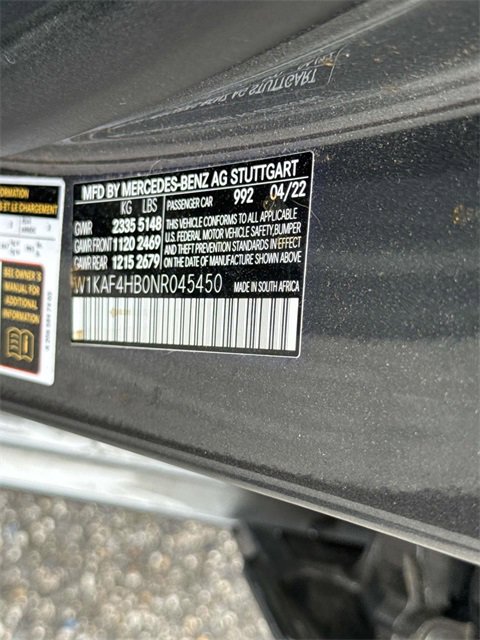 MFD BY MERCEDES-BENZ AG STUTTGART
KG LBS
GVWR 2335 5148
GAWR FRONT 1120 2469
GAWR REAR 1215 2679
PASSENGER CAR 992 04/22
THIS VEHICLE CONFORMS TO ALL APPLICABLE
U.S. FEDERAL MOTOR VEHICLE SAFETY, BUMPER
AND THEFT PREVENTION STANDARDS IN EFFECT
ON THE DATE OF MANUFACTURE SHOWN ABOVE
W1KAF4HB0NR045450 MADE IN SOUTH AFRICA
ET LE CHARGEMENT
SEE OWNER'S
MANUAL FOR
ADDITIONAL
INFORMATION